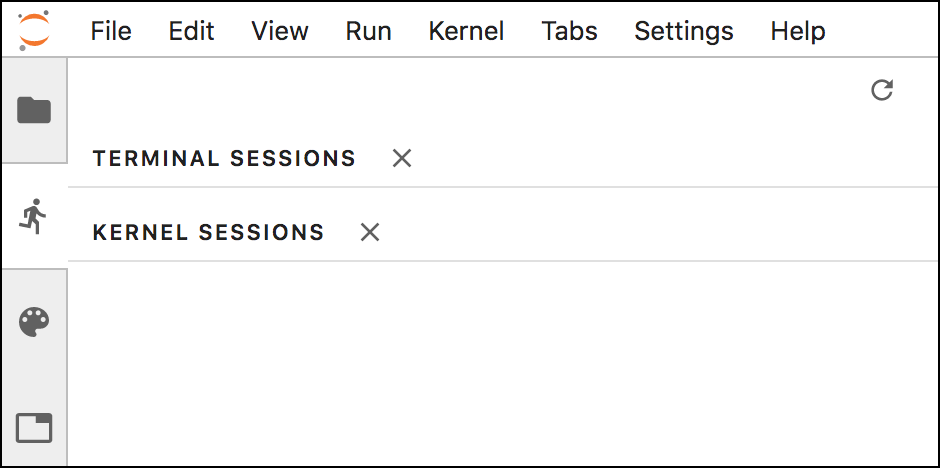 File Edit View Run Kernel Tabs Settings Help
TERMINAL SESSIONS
KERNEL SESSIONS